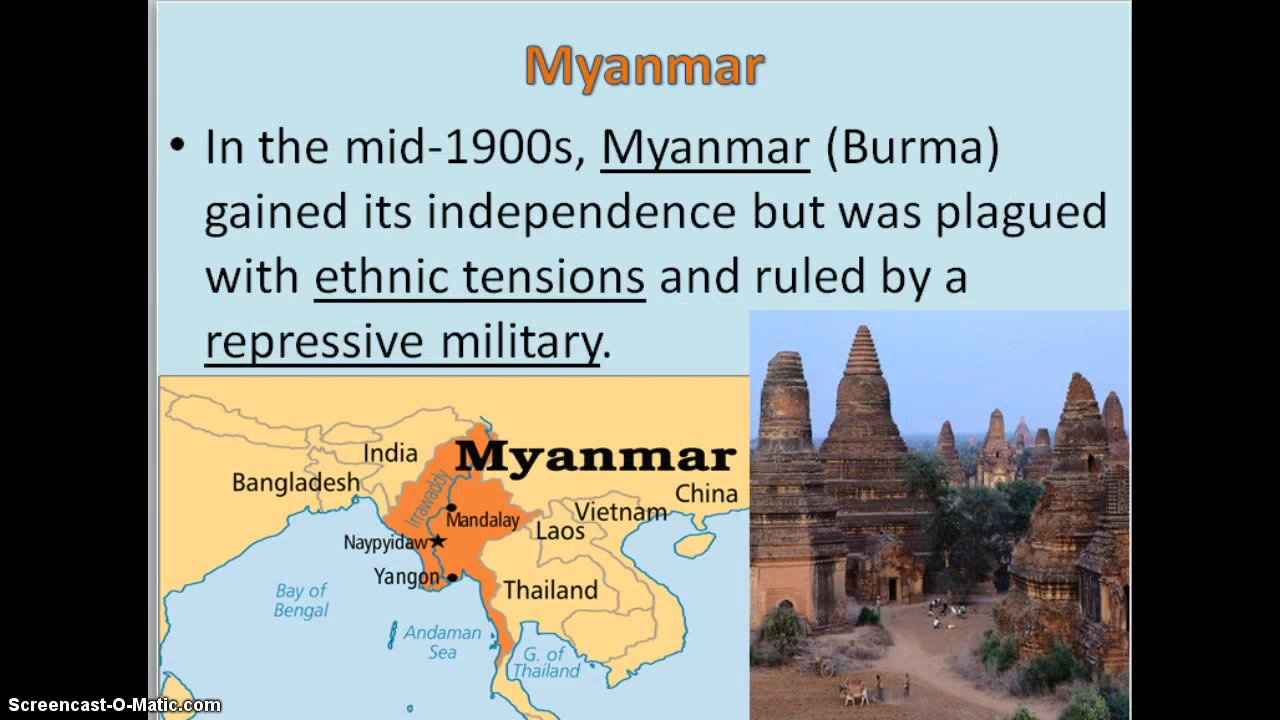 Myanmar
• In the mid-1900s, Myanmar (Burma)
gained its independence but was plagued
with ethnic tensions and ruled by a
repressive military.
Myanmar
India
Bangladesh
China
Irrawaddy
Mandalay
Vietnam
Laos
Naypyidaw
Yangon
Thailand
Bay of
Bengal
Andaman
Sea
G. of
Thailand
Screencast-O-Matic.com